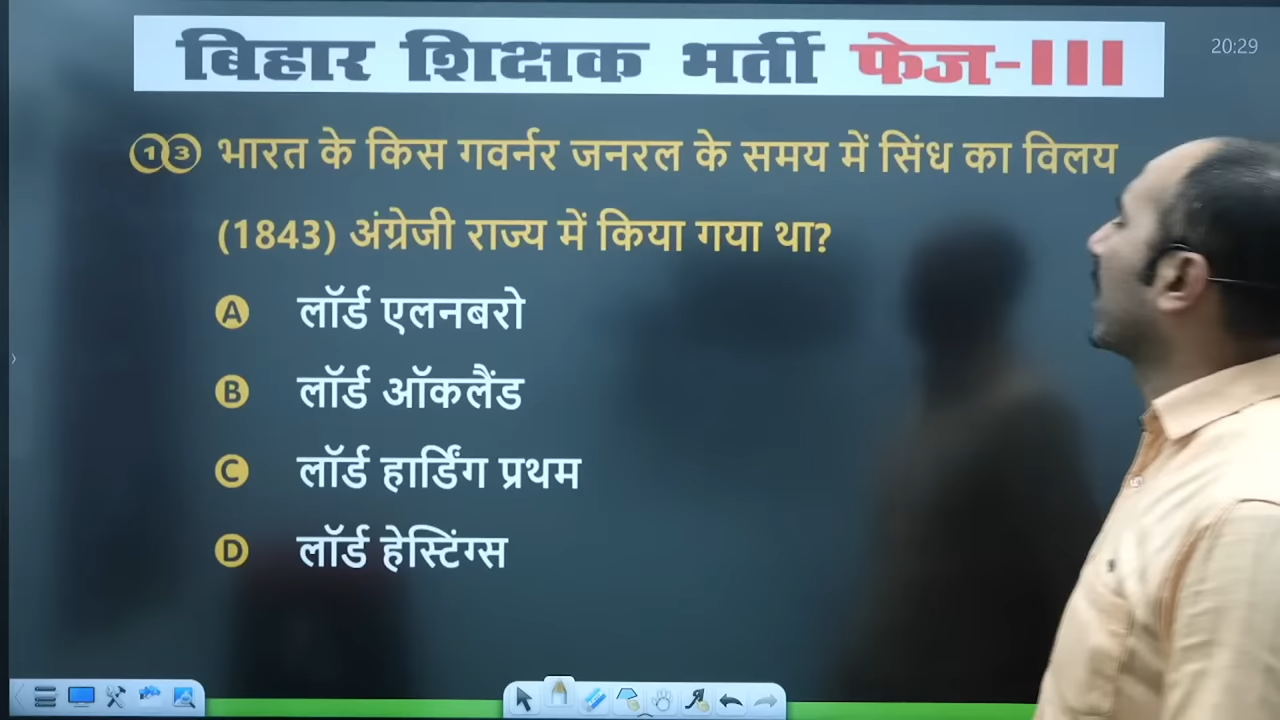 बिहार शिक्षक भर्ती फेज-III
20:29
13 भारत के किस गवर्नर जनरल के समय में सिंध का विलय
(1843) अंग्रेजी राज्य में किया गया था?
A लॉर्ड एलनबरो
B लॉर्ड ऑकलैंड
C लॉर्ड हार्डिंग प्रथम
D लॉर्ड हेस्टिंग्स